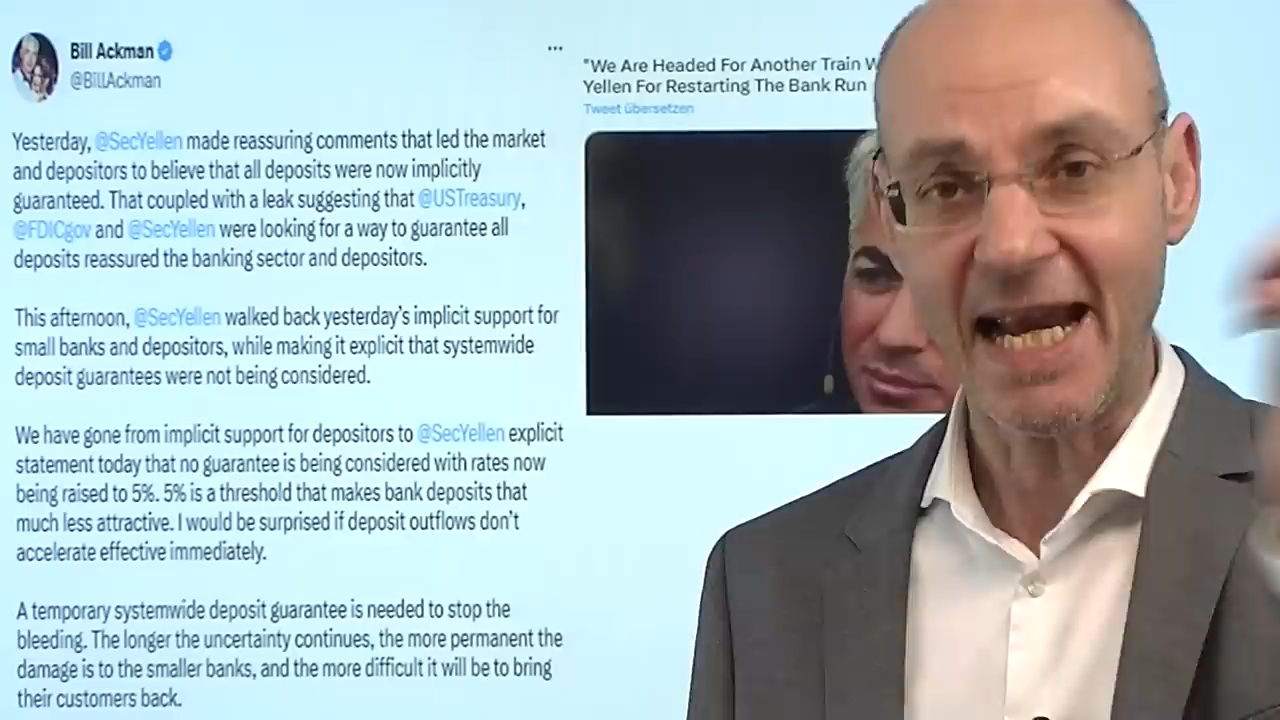 Bill Ackman
@BillAckman
Yesterday, @SecYellen made reassuring comments that led the market
and depositors to believe that all deposits were now implicitly
guaranteed. That coupled with a leak suggesting that @USTreasury,
@FDICgov and @SecYellen were looking for a way to guarantee all
deposits reassured the banking sector and depositors.
This afternoon, @SecYellen walked back yesterday's implicit support for
small banks and depositors, while making it explicit that systemwide
deposit guarantees were not being considered.
We have gone from implicit support for depositors to @SecYellen explicit
statement today that no guarantee is being considered with rates now
being raised to 5%. 5% is a threshold that makes bank deposits that
much less attractive. I would be surprised if deposit outflows don't
accelerate effective immediately.
A temporary systemwide deposit guarantee is needed to stop the
bleeding. The longer the uncertainty continues, the more permanent the
damage is to the smaller banks, and the more difficult it will be to bring
their customers back.
"We Are Headed For Another Train
Yellen For Restarting The Bank Run
Tweet übersetzen